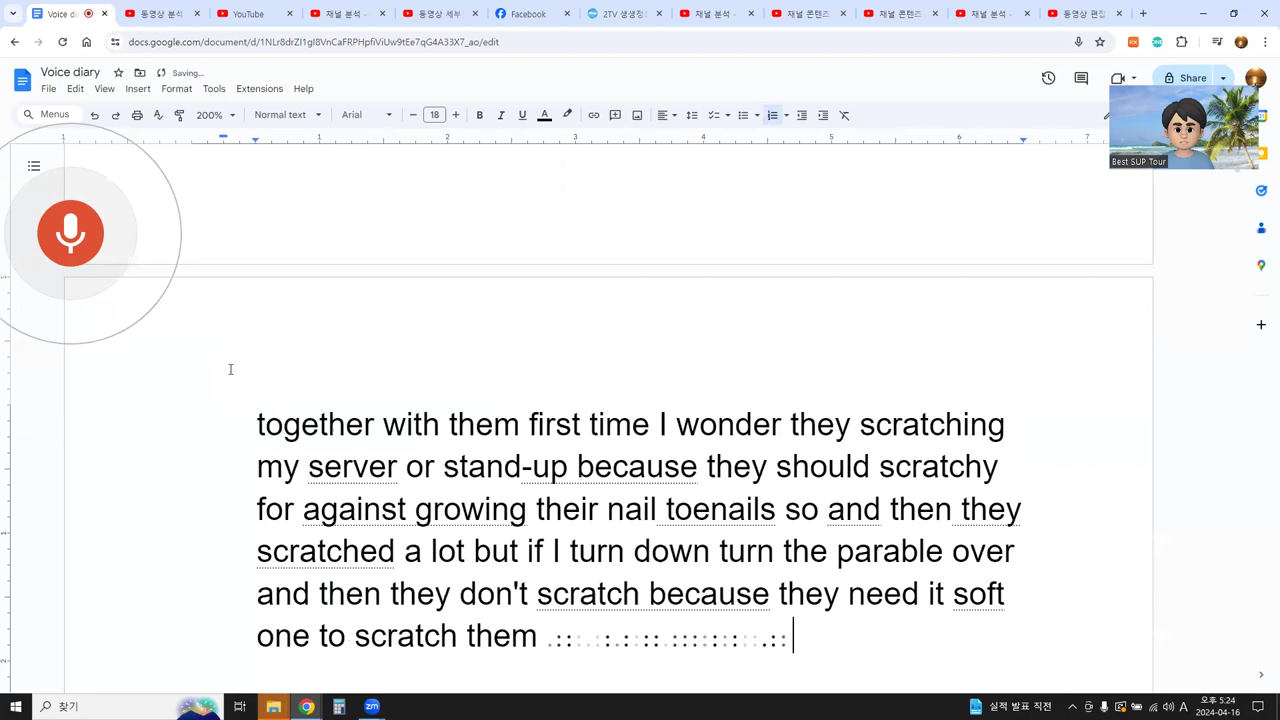 Voice diary
동영상 분석
YouTube
재널 분석 -
동영상 세부
Facebook
2TV 생생정
재널 분석 -
재널 콘텐츠
재널 콘텐츠
재널 분석 -
동영상 편집
docs.google.com/document/d/1NLr8drZI1gI8VnCaFRPHpfiViUw9tEe7qG4A33X7_ao/edit
Voice diary
Saving...
File Edit View Insert Format Tools Extensions Help
Share
Menus
200%
Normal text
Arial
18
Best SUP Tour
together with them first time I wonder they scratching
my server or stand-up because they should scratchy
for against growing their nail toenails so and then they
scratched a lot but if I turn down turn the parable over
and then they don't scratch because they need it soft
one to scratch them
찾기
실적 발표 직전
오후 5:24
2024-04-16